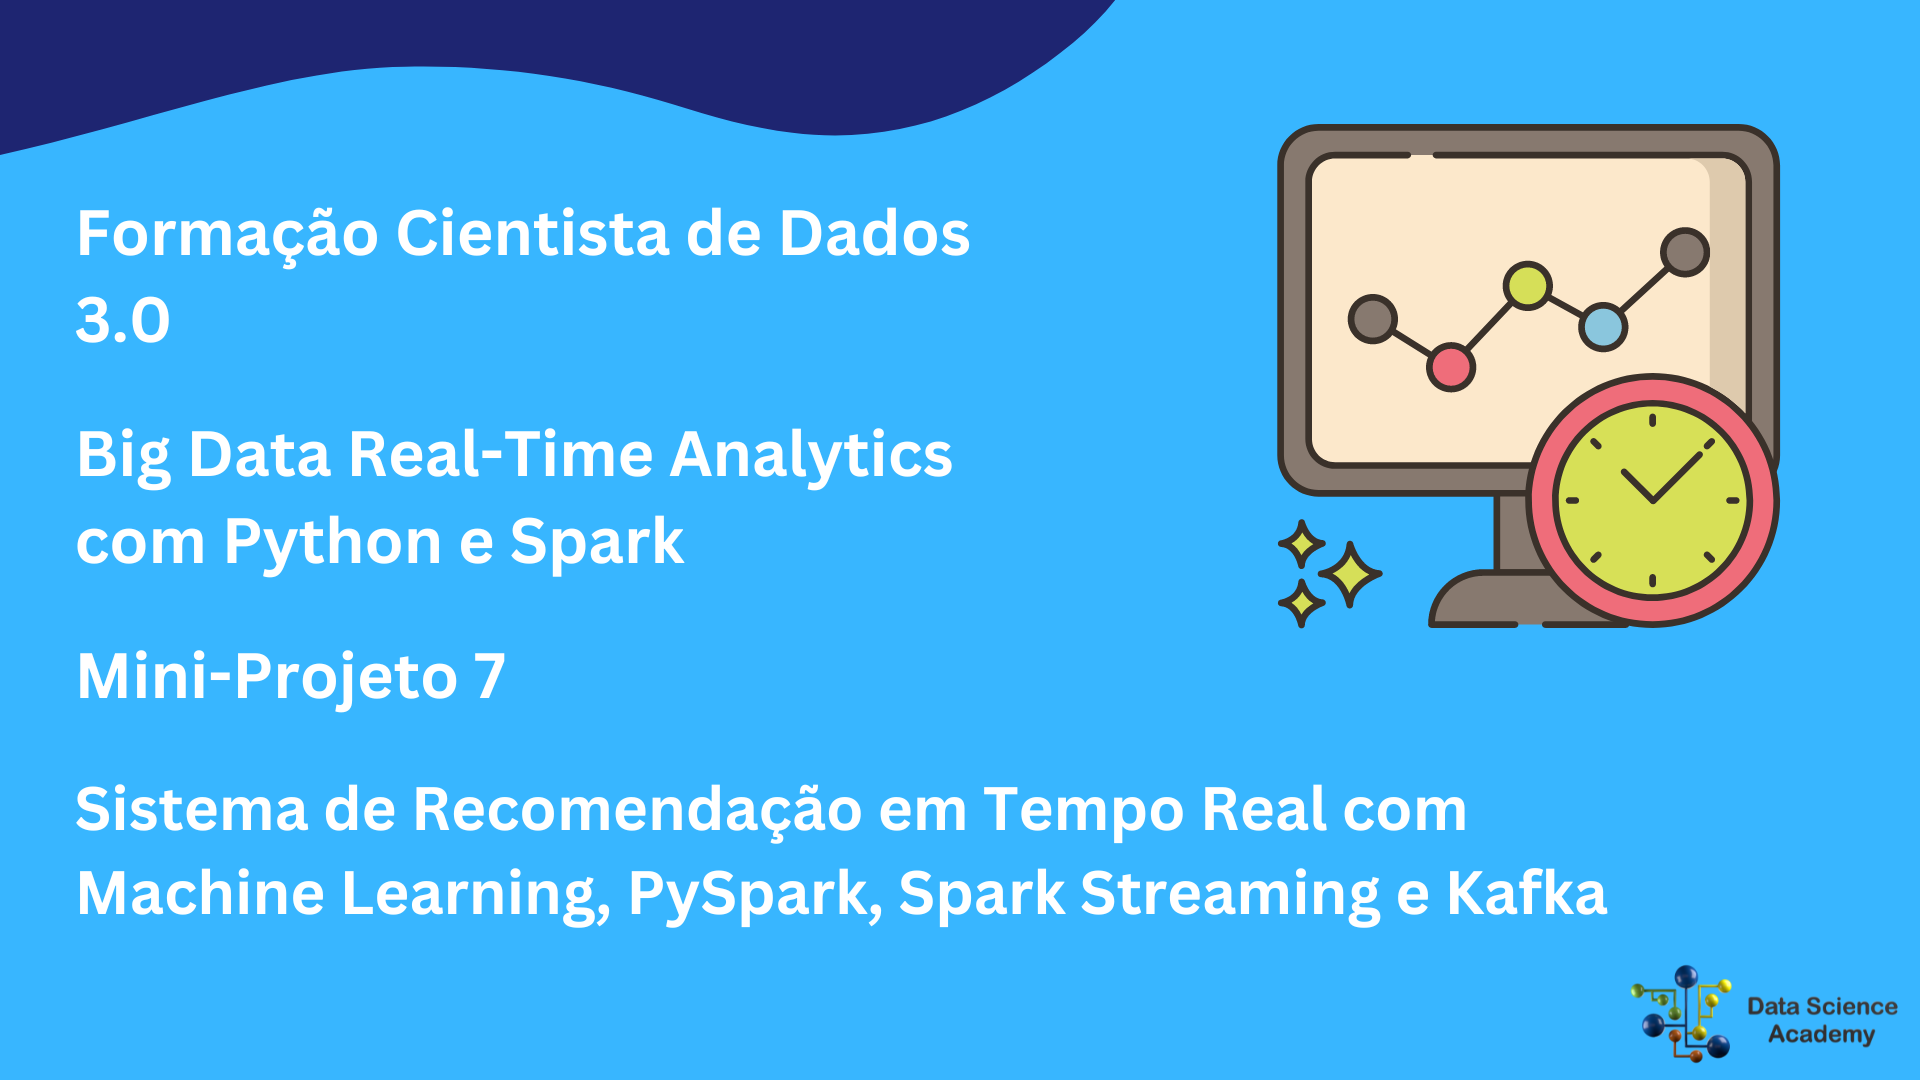 Formação Cientista de Dados
3.0
Big Data Real-Time Analytics
com Python e Spark
Mini-Projeto 7
Sistema de Recomendação em Tempo Real com
Machine Learning, PySpark, Spark Streaming e Kafka
Data Science
Academy